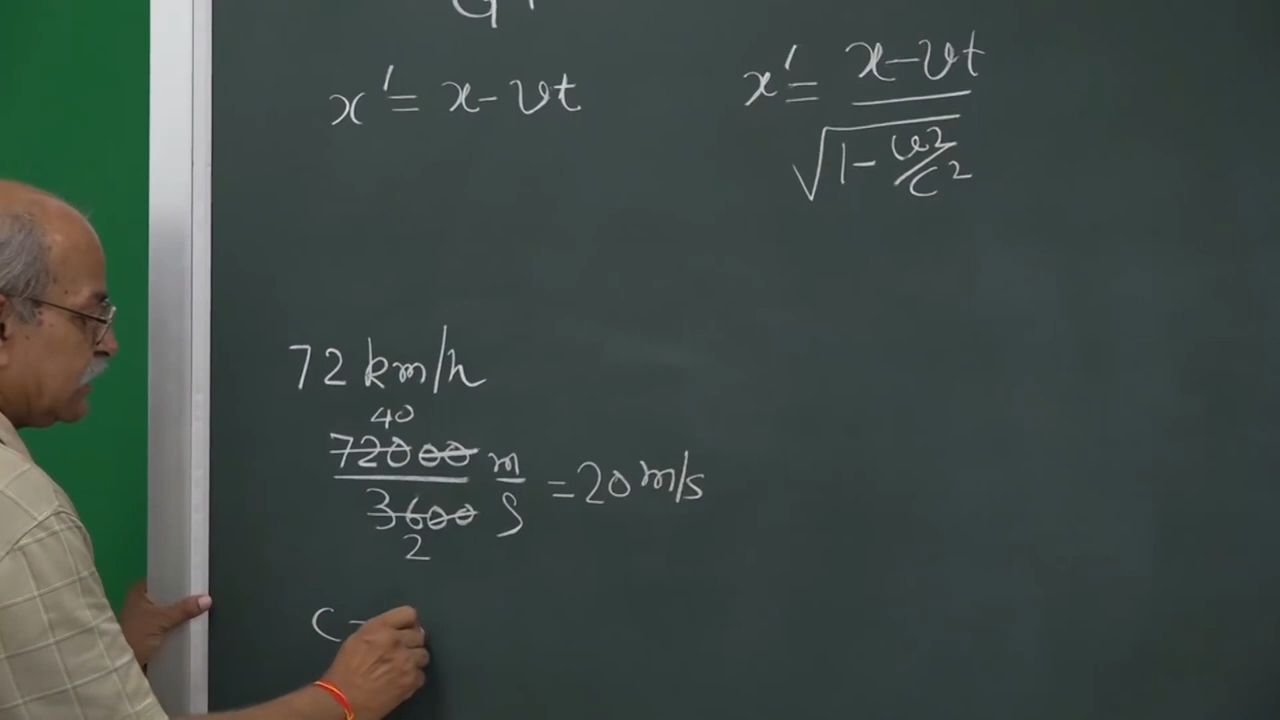 x' = x - vt
x' = x - vt / √1 - v²/c²
72 km/h
40
72000 m
3600 s
= 20 m/s
2
c =